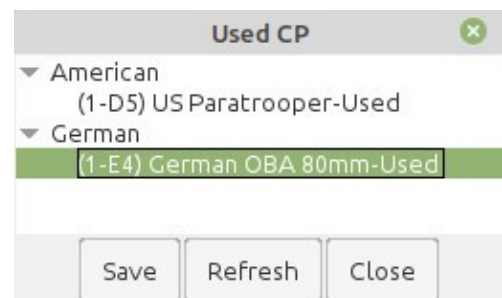 Used CP
American
(1-D5) US Paratrooper-Used
German
(1-E4) German OBA 80mm-Used
Save Refresh Close